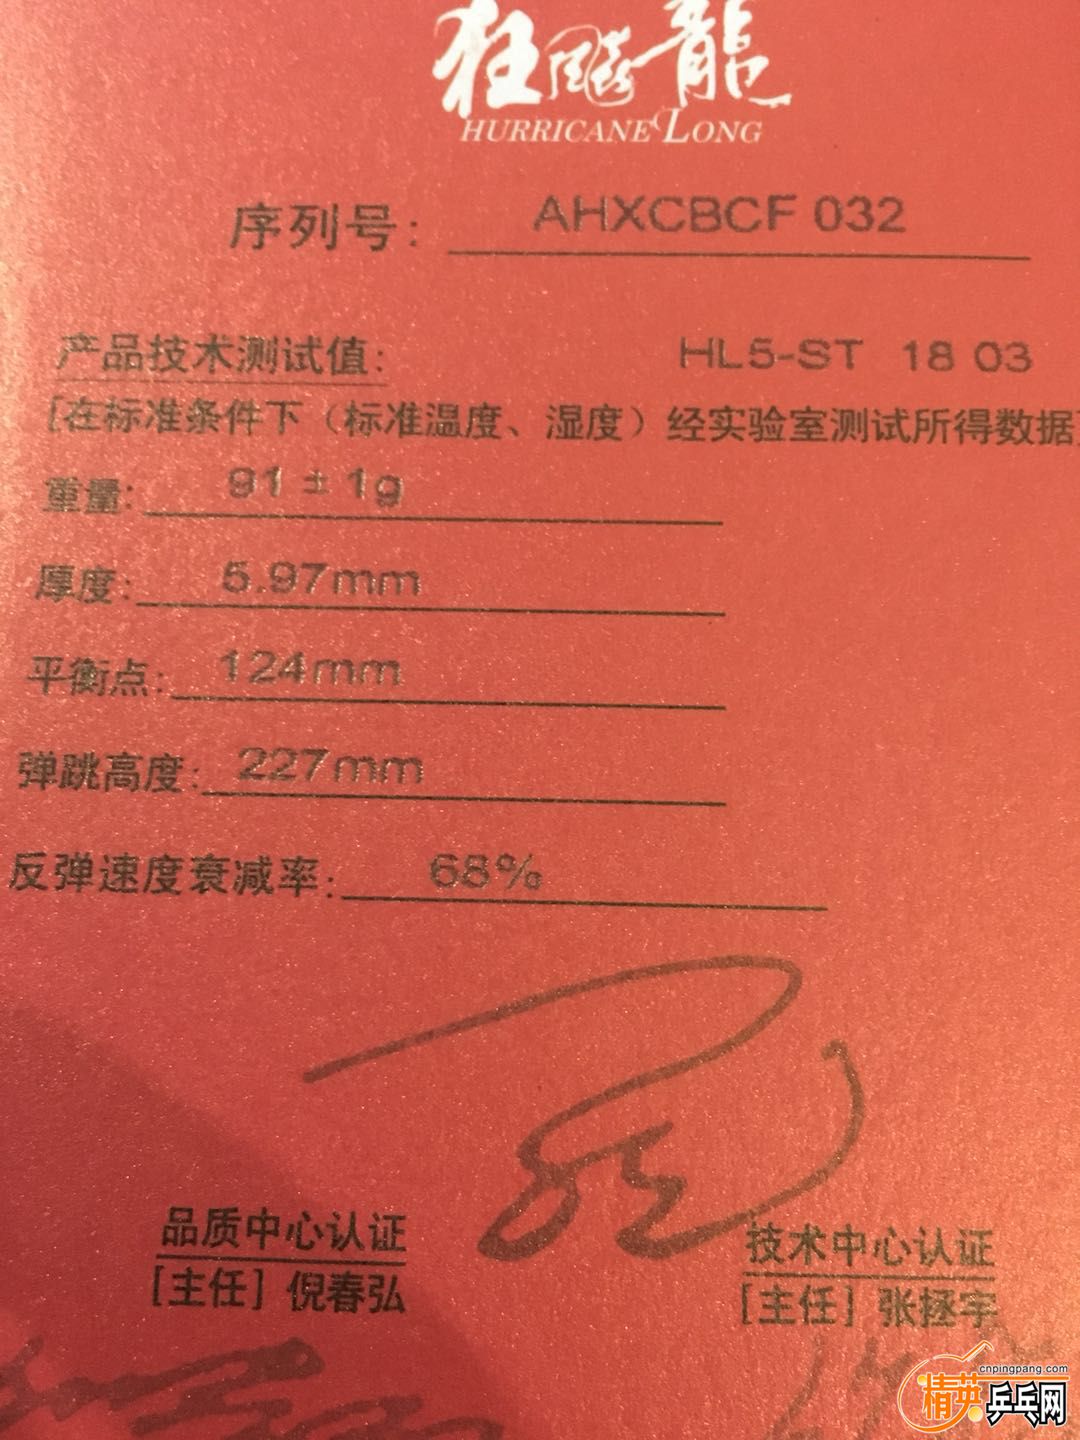 狂飚龍
HURRICANE LONG
序列号: AHXCBCF 032
产品技术测试值: HL5-ST 18 03
[在标准条件下（标准温度、湿度）经实验室测试所得数据]
重量: 91 ± 1g
厚度: 5.97mm
平衡点: 124mm
弹跳高度: 227mm
反弹速度衰减率: 68%
品质中心认证 技术中心认证
[主任] 倪春弘 [主任] 张拯宇
cnpingpang.com
精英乒乓网